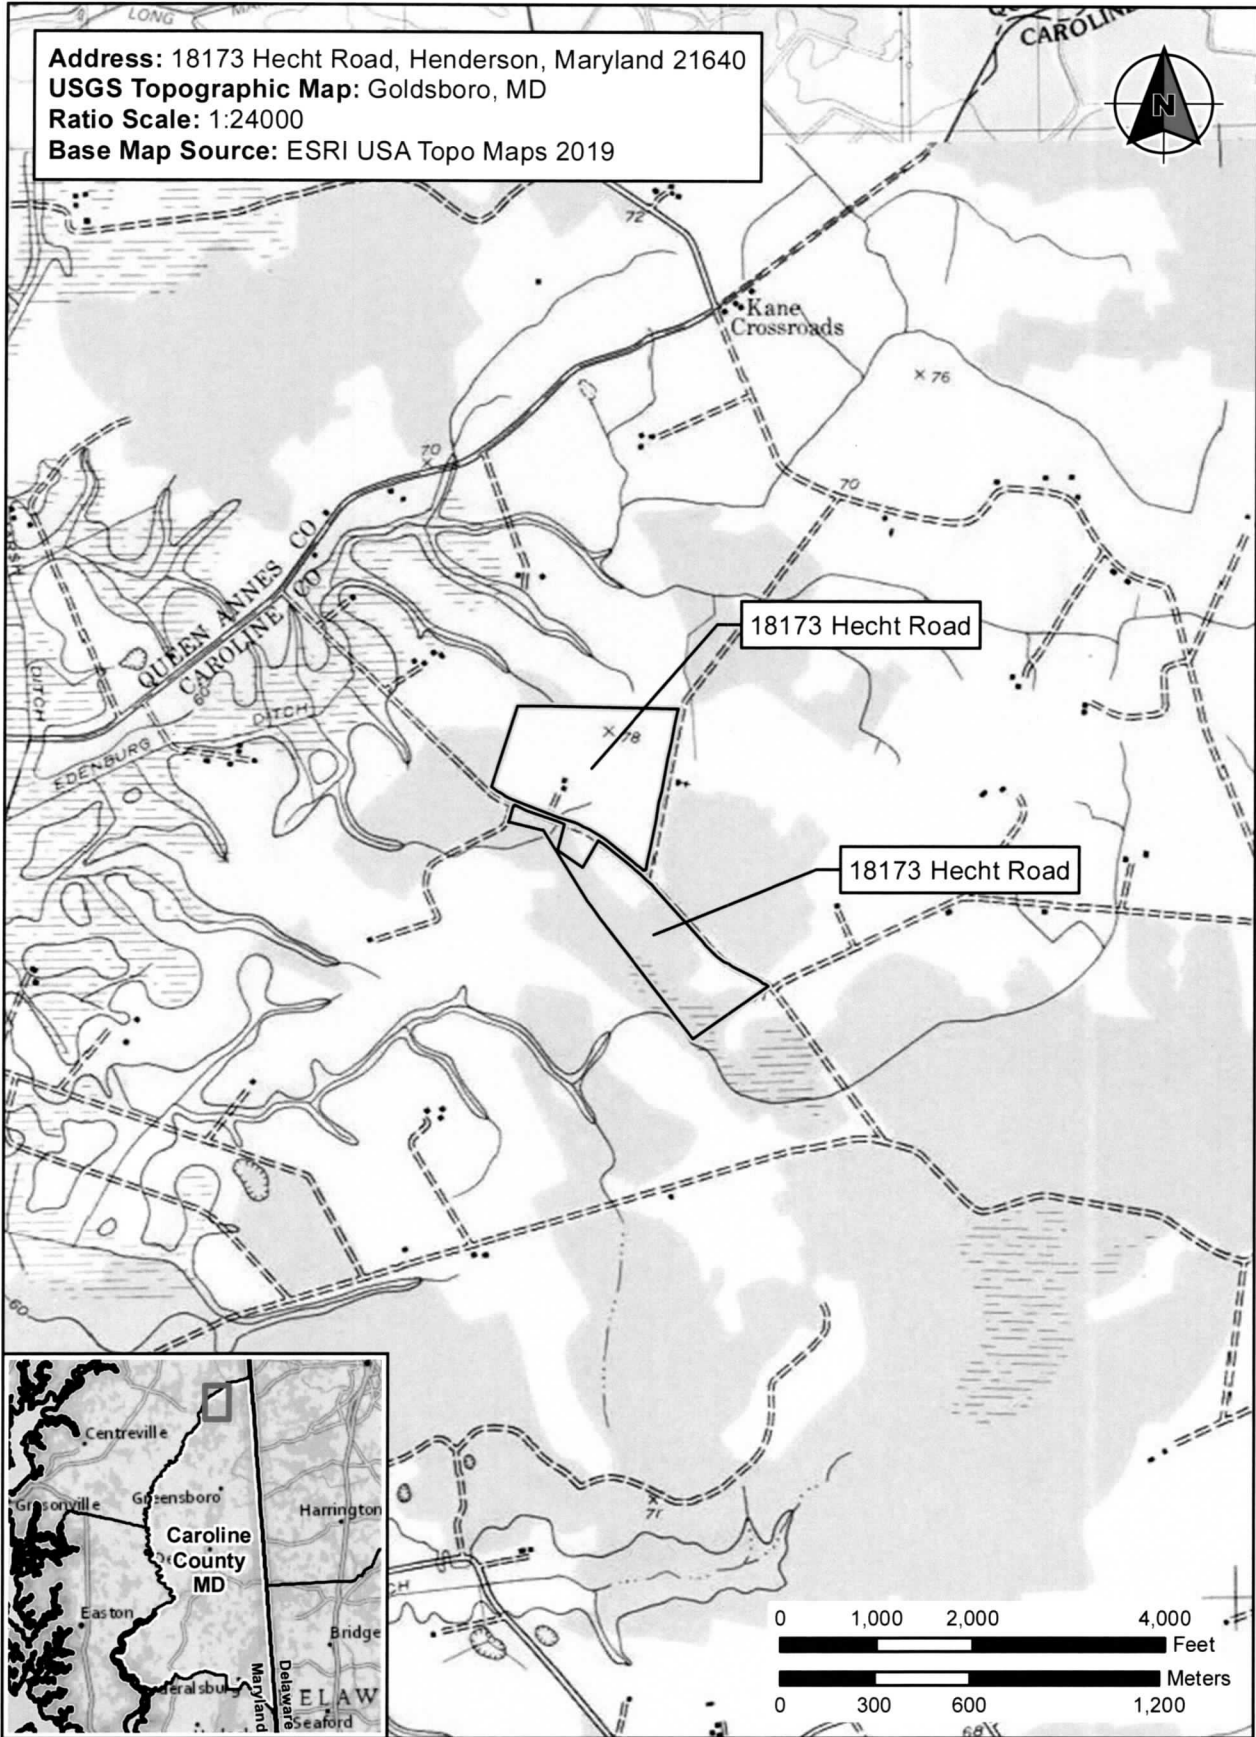 LONG
CAROLINE
Address: 18173 Hecht Road, Henderson, Maryland 21640
USGS Topographic Map: Goldsboro, MD
Ratio Scale: 1:24000
Base Map Source: ESRI USA Topo Maps 2019
N
72
Kane
Crossroads
76
70
70
QUEEN ANNES CO
CAROLINE CO
60
DITCH
EDENBURG DITCH
18173 Hecht Road
78
18173 Hecht Road
60
71
Centreville
Greensboro
Harrington
Caroline
County
MD
Easton
Bridge
Maryland
Delaware
ELAW
Seaford
0 1,000 2,000 4,000
Feet
Meters
0 300 600 1,200
68